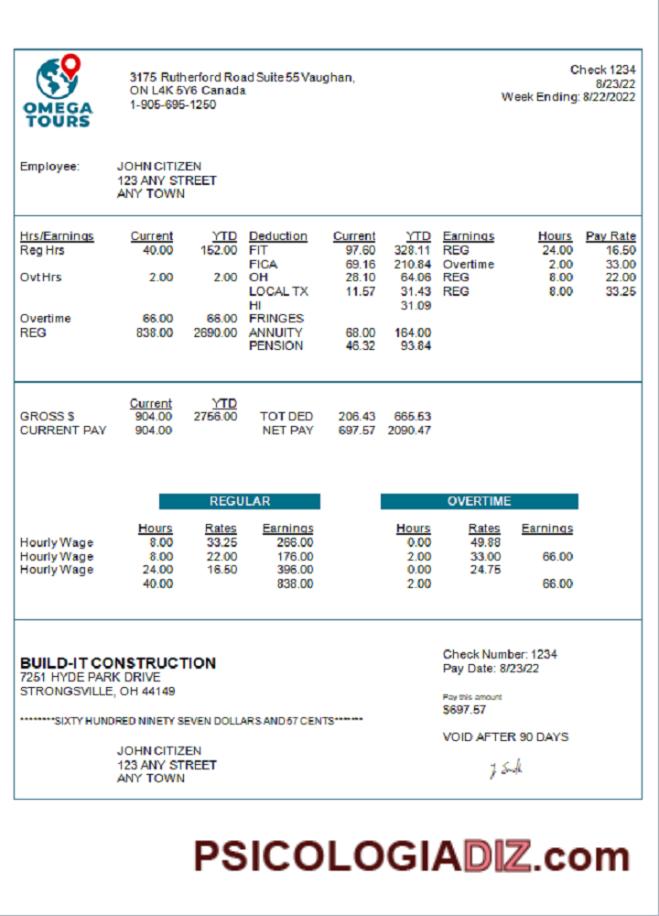 OMEGA
TOURS
3175 Rutherford Road Suite 55 Vaughan,
ON L4K 5Y6 Canada
1-905-695-1250
Check 1234
8/23/22
Week Ending: 8/22/2022
Employee: JOHN CITIZEN
123 ANY STREET
ANY TOWN
Hrs/Earnings Current YTD Deduction Current YTD Earnings Hours Pay Rate
Reg Hrs 40.00 152.00 FIT 97.60 328.11 REG 24.00 16.50
FICA 69.16 210.84 Overtime 2.00 33.00
Ovt Hrs 2.00 2.00 OH 28.10 64.06 REG 8.00 22.00
LOCAL TX 11.57 31.43 REG 8.00 33.25
HI 31.09
Overtime 66.00 66.00 FRINGES
REG 838.00 2690.00 ANNUITY 68.00 164.00
PENSION 46.32 93.84
Current YTD
GROSS $ 904.00 2756.00 TOT DED 206.43 665.53
CURRENT PAY 904.00 NET PAY 697.57 2090.47
REGULAR OVERTIME
Hours Rates Earnings Hours Rates Earnings
Hourly Wage 8.00 33.25 266.00 0.00 49.88
Hourly Wage 8.00 22.00 176.00 2.00 33.00 66.00
Hourly Wage 24.00 16.50 396.00 0.00 24.75
40.00 838.00 2.00 66.00
BUILD-IT CONSTRUCTION
7251 HYDE PARK DRIVE
STRONGSVILLE, OH 44149
********SIXTY HUNDRED NINETY SEVEN DOLLARS AND 57 CENTS*******
JOHN CITIZEN
123 ANY STREET
ANY TOWN
Check Number: 1234
Pay Date: 8/23/22
Pay this amount
$697.57
VOID AFTER 90 DAYS
J Smith
PSICOLOGIADIZ.com